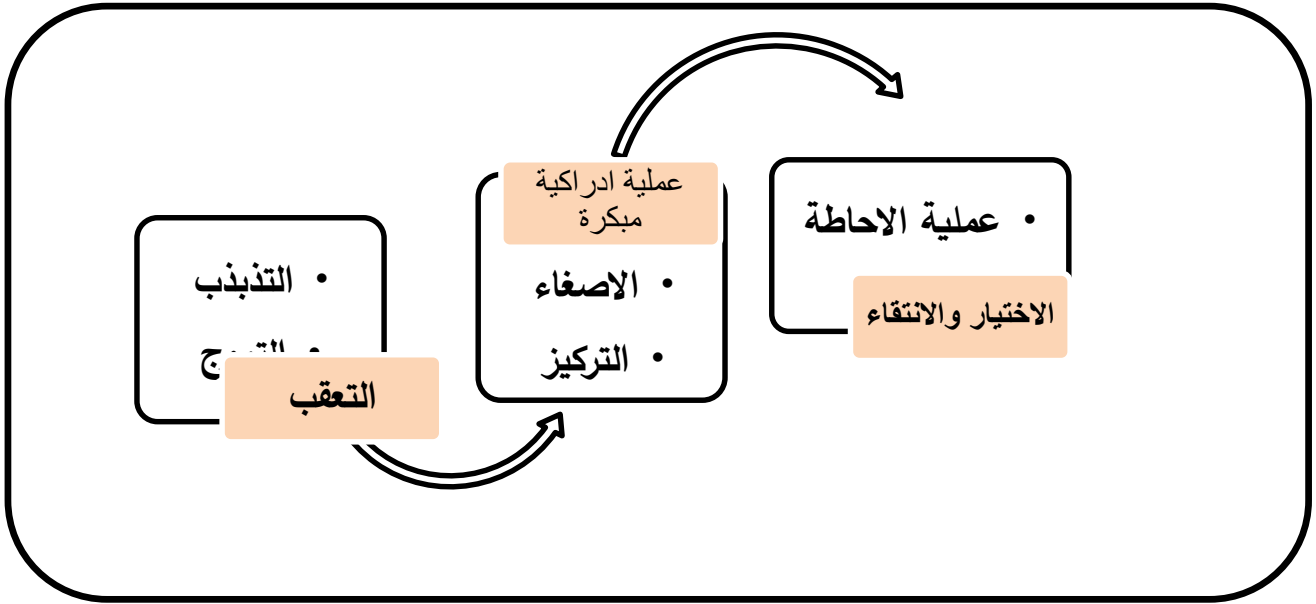 • التذبذب
التعقب
عملية ادراكية
مبكرة
• الاصغاء
• التركيز
• عملية الاحاطة
الاختيار والانتقاء